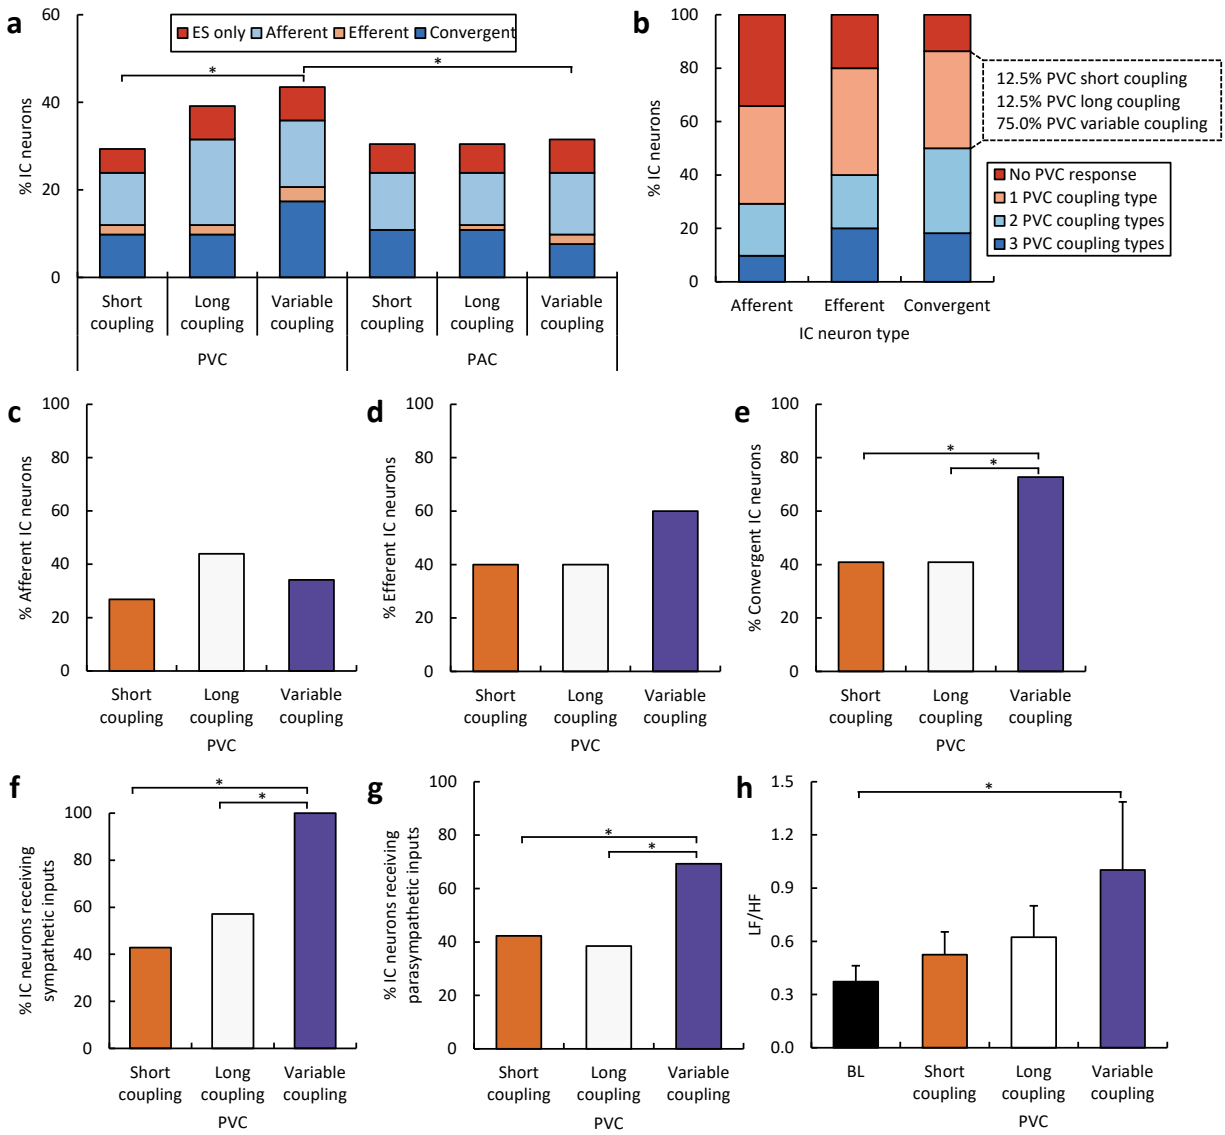 a
60
40
20
0
% IC neurons
ES only Afferent Efferent Convergent
*
*
Short coupling
Long coupling
Variable coupling
Short coupling
Long coupling
Variable coupling
PVC
PAC
b
100
80
60
40
20
0
% IC neurons
12.5% PVC short coupling
12.5% PVC long coupling
75.0% PVC variable coupling
No PVC response
1 PVC coupling type
2 PVC coupling types
3 PVC coupling types
Afferent Efferent Convergent
IC neuron type
c
100
80
60
40
20
0
% Afferent IC neurons
Short coupling
Long coupling
Variable coupling
PVC
d
100
80
60
40
20
0
% Efferent IC neurons
Short coupling
Long coupling
Variable coupling
PVC
e
100
80
60
40
20
0
% Convergent IC neurons
*
*
Short coupling
Long coupling
Variable coupling
PVC
f
100
80
60
40
20
0
% IC neurons receiving
sympathetic inputs
*
*
Short coupling
Long coupling
Variable coupling
PVC
g
100
80
60
40
20
0
% IC neurons receiving
parasympathetic inputs
*
*
Short coupling
Long coupling
Variable coupling
PVC
h
1.5
1.2
0.9
0.6
0.3
0.0
LF/HF
*
BL
Short coupling
Long coupling
Variable coupling
PVC